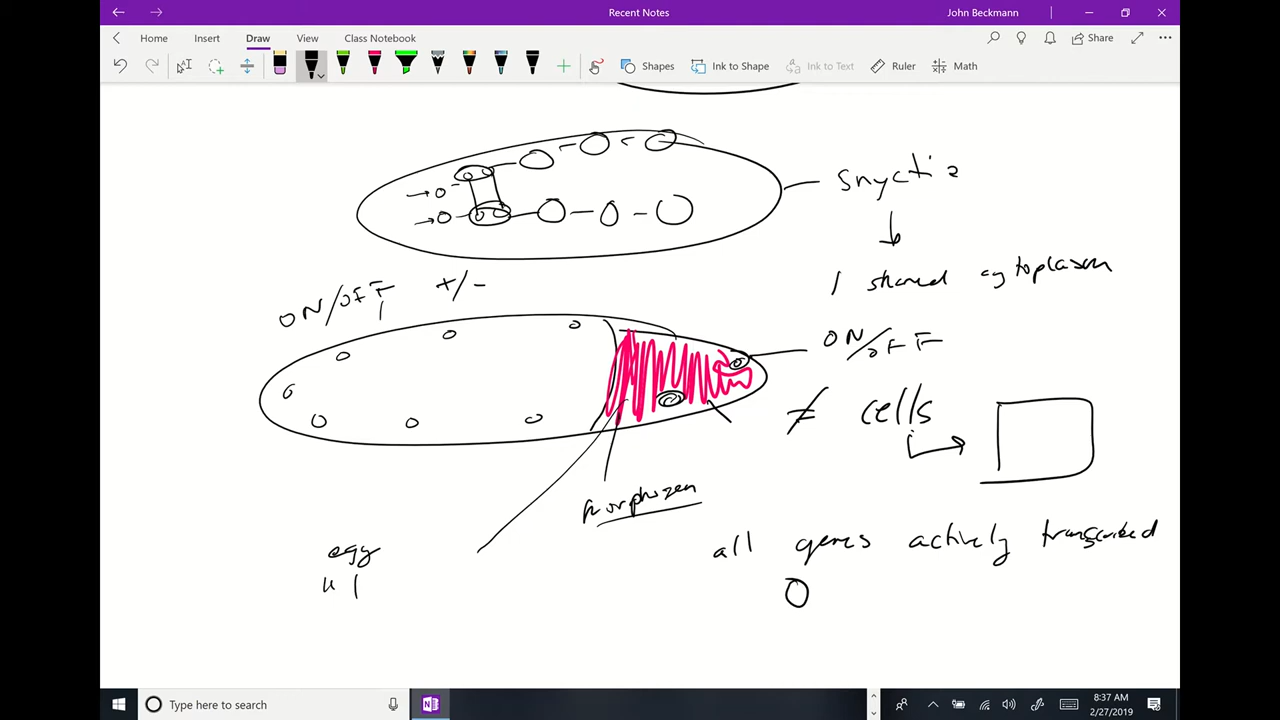 Recent Notes
John Beckmann
Home Insert Draw View Class Notebook
Share
Shapes Ink to Shape Ink to Text Ruler Math
snyctia
1 shared cytoplasm
ON/OFF +/-
ON/OFF
≠ cells
morphogen
all genes actively transcribed
egg
Type here to search
8:37 AM
2/27/2019